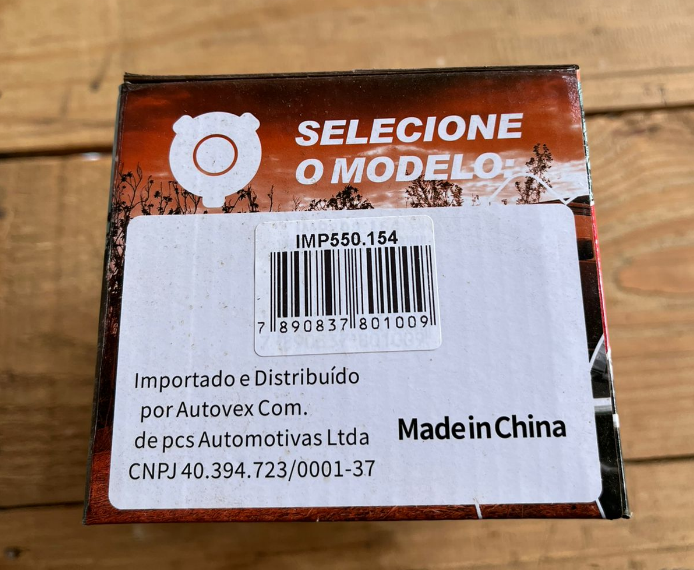 SELECIONE
O MODELO:
IMP550.154
7 890837 801009
Importado e Distribuído
por Autovex Com.
de pcs Automotivas Ltda
CNPJ 40.394.723/0001-37
Made in China